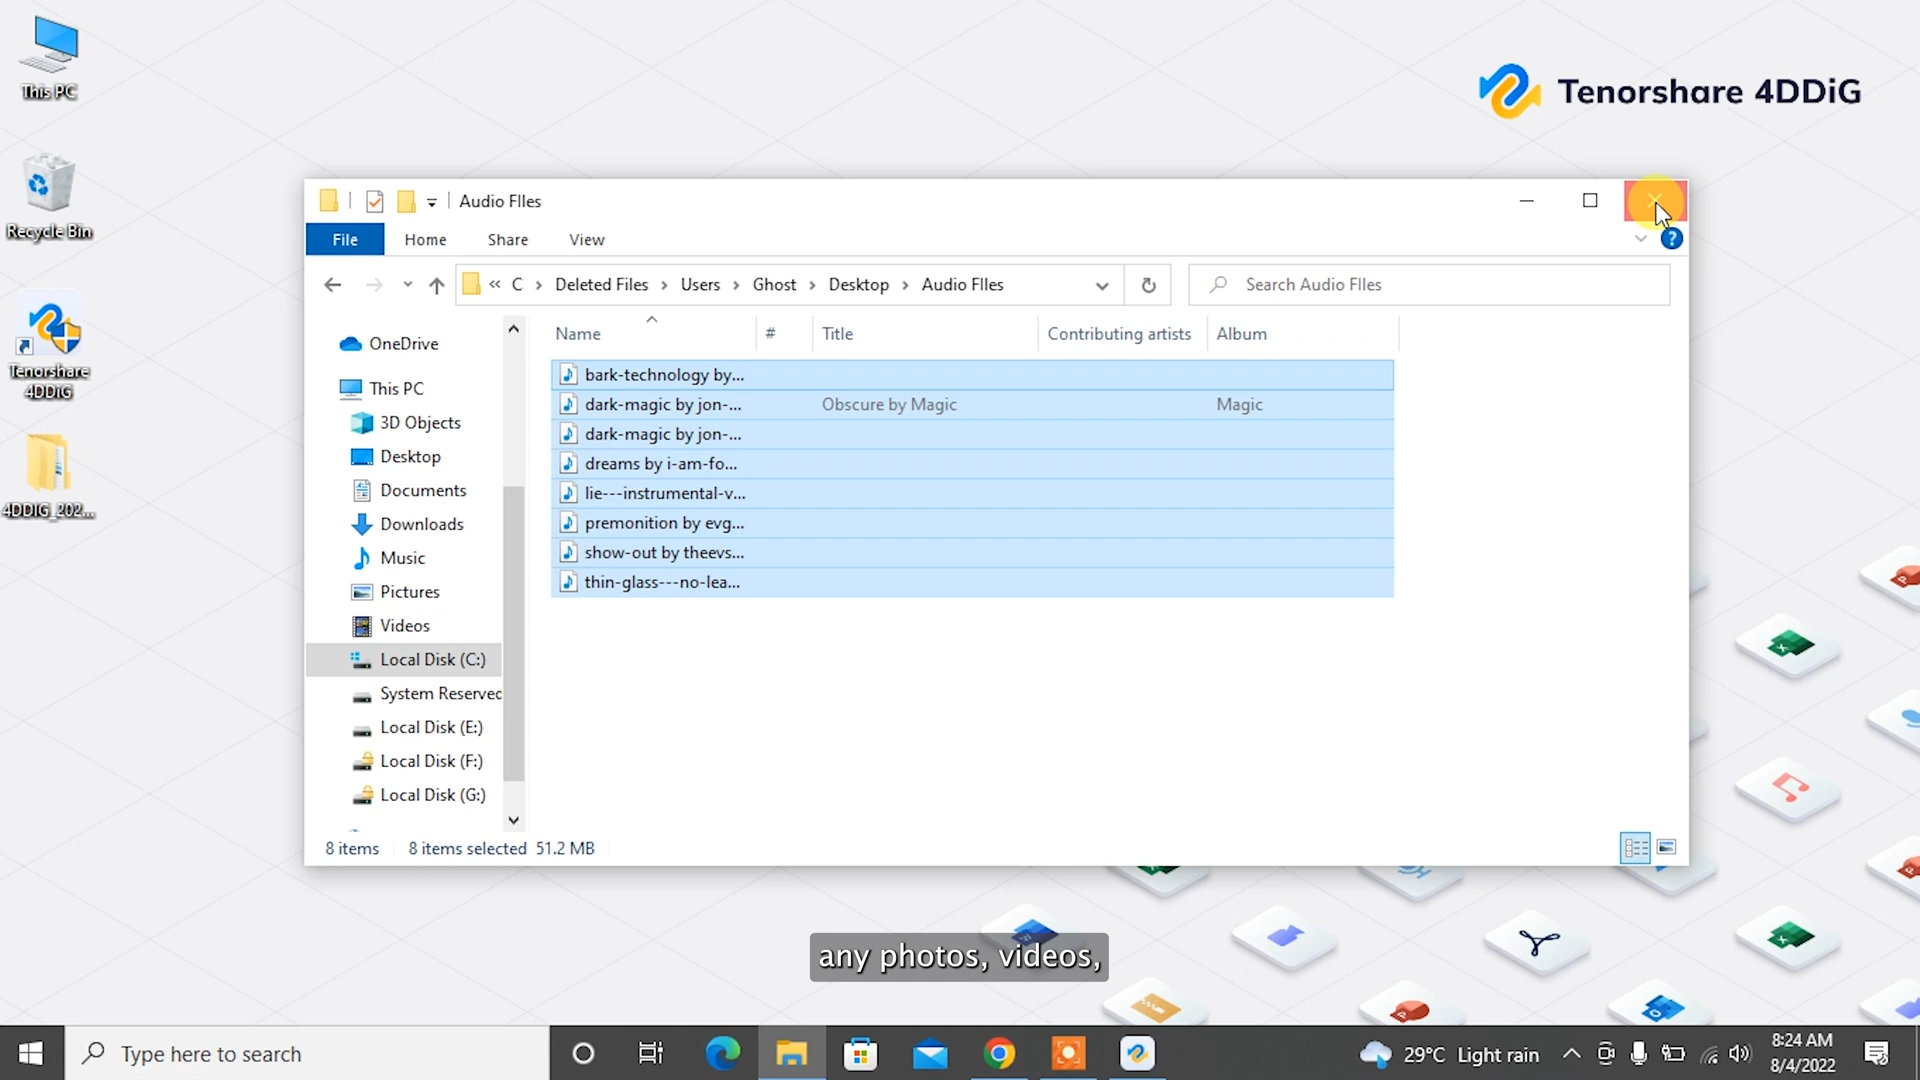 This PC
Recycle Bin
Tenorshare
4DDiG
4DDIG_202...
Tenorshare 4DDiG
Audio FIles
File
Home
Share
View
?
« C > Deleted Files > Users > Ghost > Desktop > Audio FIles
Search Audio FIles
OneDrive
This PC
3D Objects
Desktop
Documents
Downloads
Music
Pictures
Videos
Local Disk (C:)
System Reserved
Local Disk (E:)
Local Disk (F:)
Local Disk (G:)
Name
#
Title
Contributing artists
Album
bark-technology by...
dark-magic by jon-...
Obscure by Magic
Magic
dark-magic by jon-...
dreams by i-am-fo...
lie---instrumental-v...
premonition by evg...
show-out by theevs...
thin-glass---no-lea...
8 items
8 items selected 51.2 MB
any photos, videos,
Type here to search
29°C Light rain
8:24 AM
8/4/2022